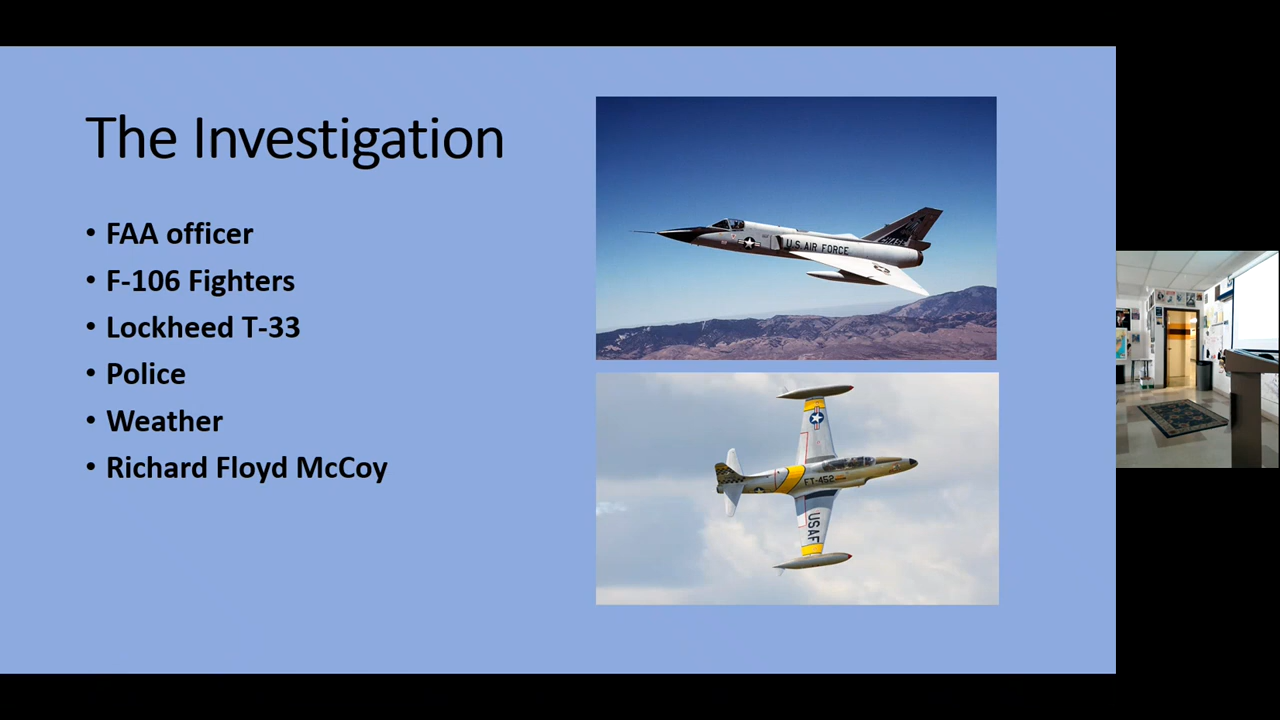 The Investigation
• FAA officer
• F-106 Fighters
• Lockheed T-33
• Police
• Weather
• Richard Floyd McCoy
U.S. AIR FORCE
FT-452
USAF